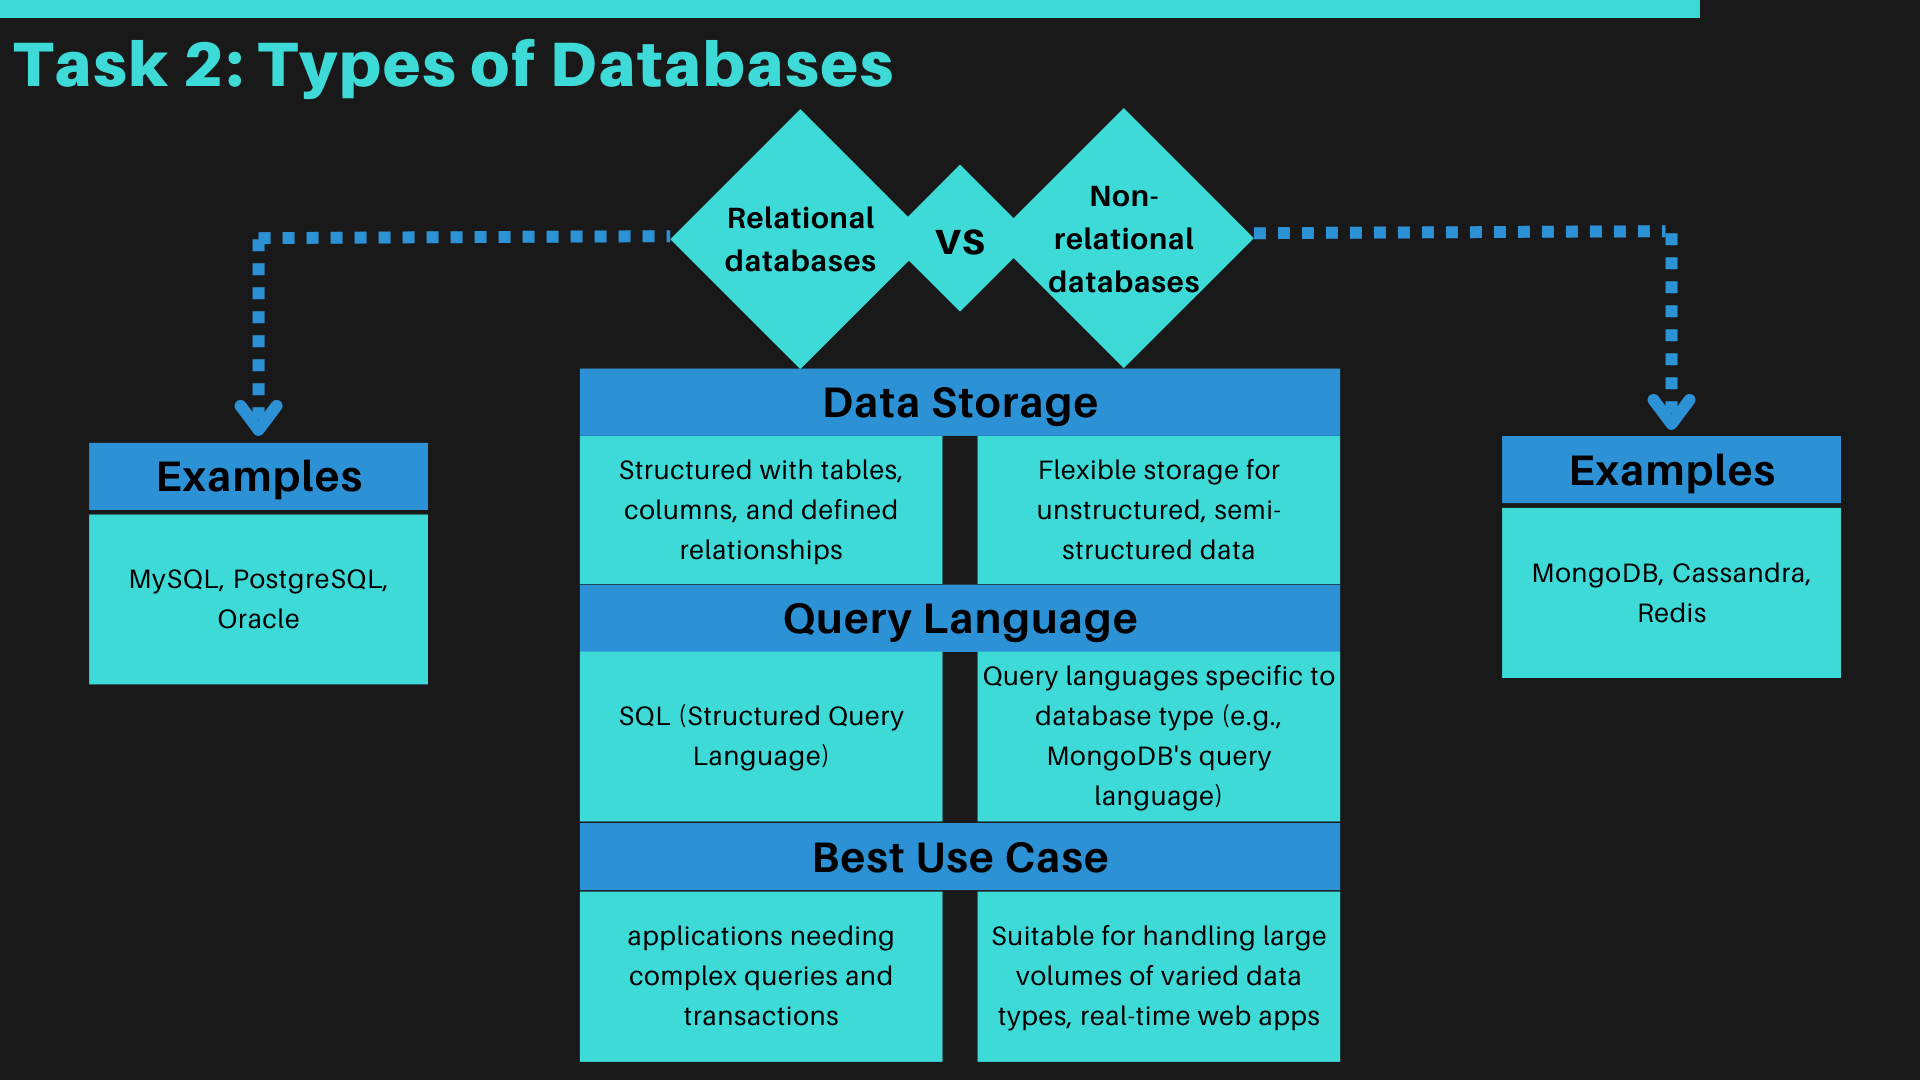 Task 2: Types of Databases
Relational
databases
VS
Non-
relational
databases
Examples
MySQL, PostgreSQL,
Oracle
Data Storage
Structured with tables,
columns, and defined
relationships
Flexible storage for
unstructured, semi-
structured data
Query Language
SQL (Structured Query
Language)
Query languages specific to
database type (e.g.,
MongoDB's query
language)
Best Use Case
applications needing
complex queries and
transactions
Suitable for handling large
volumes of varied data
types, real-time web apps
Examples
MongoDB, Cassandra,
Redis